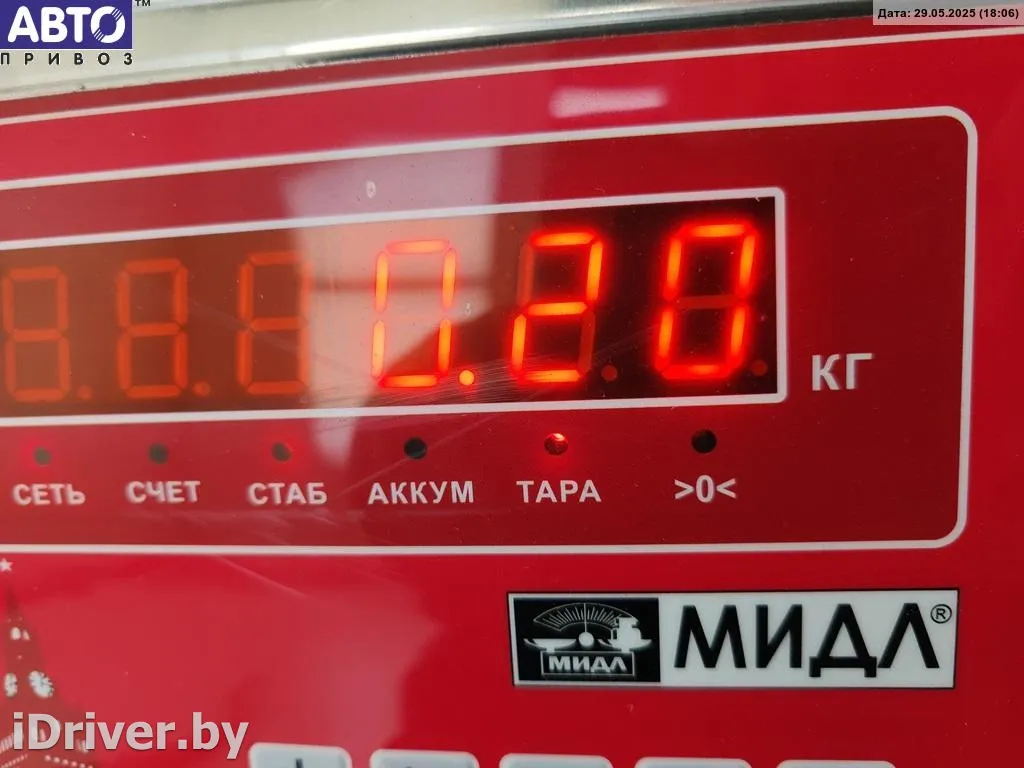 АВТО™
ПРИВОЗ
Дата: 29.05.2025 (18:06)
0.20
КГ
СЕТЬ СЧЕТ СТАБ АККУМ ТАРА >0<
МИДЛ МИДЛ®
iDriver.by